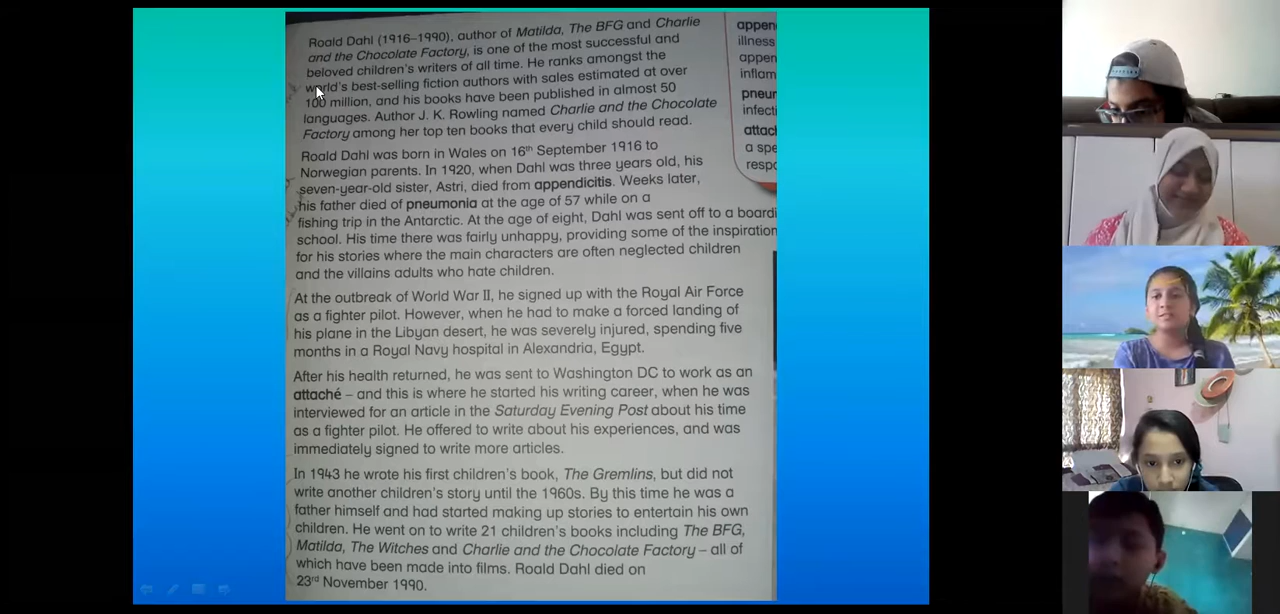 Roald Dahl (1916–1990), author of Matilda, The BFG and Charlie
and the Chocolate Factory, is one of the most successful and
beloved children's writers of all time. He ranks amongst the
world's best-selling fiction authors with sales estimated at over
100 million, and his books have been published in almost 50
languages. Author J. K. Rowling named Charlie and the Chocolate
Factory among her top ten books that every child should read.
Roald Dahl was born in Wales on 16th September 1916 to
Norwegian parents. In 1920, when Dahl was three years old, his
seven-year-old sister, Astri, died from appendicitis. Weeks later,
his father died of pneumonia at the age of 57 while on a
fishing trip in the Antarctic. At the age of eight, Dahl was sent off to a boardi
school. His time there was fairly unhappy, providing some of the inspiration
for his stories where the main characters are often neglected children
and the villains adults who hate children.
At the outbreak of World War II, he signed up with the Royal Air Force
as a fighter pilot. However, when he had to make a forced landing of
his plane in the Libyan desert, he was severely injured, spending five
months in a Royal Navy hospital in Alexandria, Egypt.
After his health returned, he was sent to Washington DC to work as an
attaché – and this is where he started his writing career, when he was
interviewed for an article in the Saturday Evening Post about his time
as a fighter pilot. He offered to write about his experiences, and was
immediately signed to write more articles.
In 1943 he wrote his first children's book, The Gremlins, but did not
write another children's story until the 1960s. By this time he was a
father himself and had started making up stories to entertain his own
children. He went on to write 21 children's books including The BFG,
Matilda, The Witches and Charlie and the Chocolate Factory – all of
which have been made into films. Roald Dahl died on
23rd November 1990.
appen
illness
appen
inflam
pneur
infecti
attach
a spe
respo